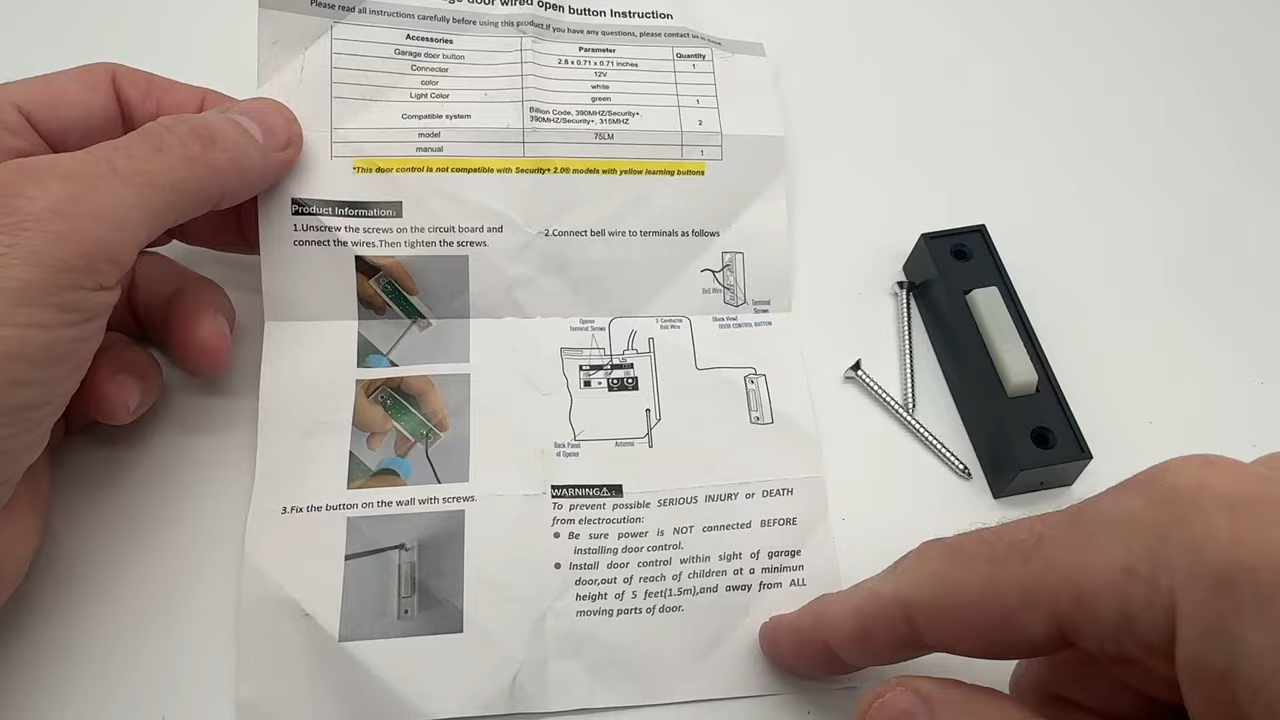 door wired open button Instruction
Please read all instructions carefully before using this product.If you have any questions, please contact us
Accessories Parameter Quantity
Garage door button 2.8 x 0.71 x 0.71 inches 1
Connector 12V
color white
Light Color green 1
Compatible system Billion Code, 390MHZ/Security+,
390MHZ/Security+, 315MHZ 2
model 75LM
manual 1
*This door control is not compatible with Security+ 2.0® models with yellow learning buttons
Product Information:
1.Unscrew the screws on the circuit board and
connect the wires.Then tighten the screws.
2.Connect bell wire to terminals as follows
Bell Wire
Terminal
Screws
(Back View)
DOOR CONTROL BUTTON
Opener
Terminal Screws
2-Conductor
Bell Wire
Back Panel
of Opener
Antenna
3.Fix the button on the wall with screws.
WARNING⚠:
To prevent possible SERIOUS INJURY or DEATH
from electrocution:
● Be sure power is NOT connected BEFORE
installing door control.
● Install door control within sight of garage
door,out of reach of children at a minimun
height of 5 feet(1.5m),and away from ALL
moving parts of door.